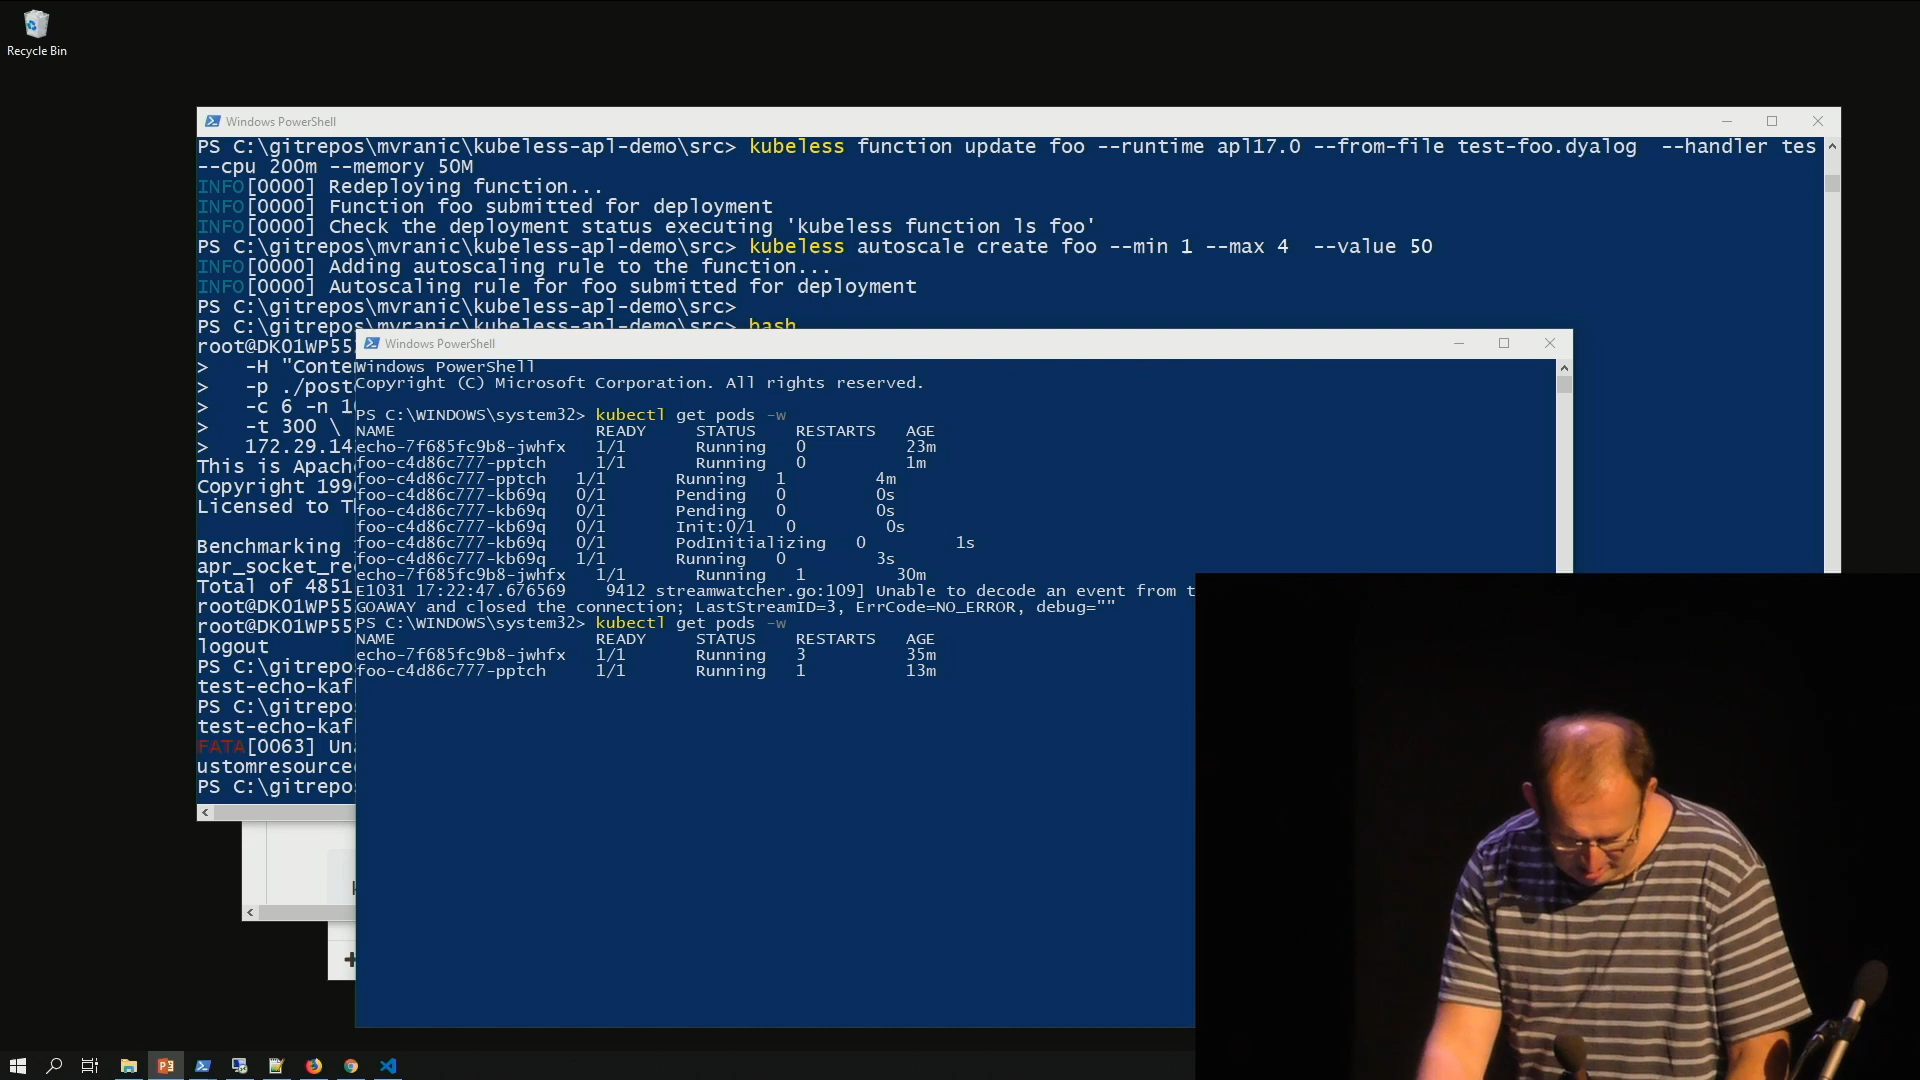 Recycle Bin
Windows PowerShell
PS C:\gitrepos\mvranic\kubeless-apl-demo\src> kubeless function update foo --runtime apl17.0 --from-file test-foo.dyalog  --handler tes
--cpu 200m --memory 50M
INFO[0000] Redeploying function...
INFO[0000] Function foo submitted for deployment
INFO[0000] Check the deployment status executing 'kubeless function ls foo'
PS C:\gitrepos\mvranic\kubeless-apl-demo\src> kubeless autoscale create foo --min 1 --max 4  --value 50
INFO[0000] Adding autoscaling rule to the function...
INFO[0000] Autoscaling rule for foo submitted for deployment
PS C:\gitrepos\mvranic\kubeless-apl-demo\src>
PS C:\gitrepos\mvranic\kubeless-apl-demo\src> bash
root@DK01WP55
>   -H "Conte
>   -p ./post
>   -c 6 -n 1
>   -t 300 \
>   172.29.14
This is Apach
Copyright 199
Licensed to T
Benchmarking
apr_socket_re
Total of 4851
root@DK01WP55
root@DK01WP55
logout
PS C:\gitrepo
test-echo-kaf
PS C:\gitrepo
test-echo-kaf
FATA[0063] Una
ustomresource
PS C:\gitrepo
Windows PowerShell
Windows PowerShell
Copyright (C) Microsoft Corporation. All rights reserved.
PS C:\WINDOWS\system32> kubectl get pods -w
NAME                    READY     STATUS    RESTARTS   AGE
echo-7f685fc9b8-jwhfx   1/1       Running   0          23m
foo-c4d86c777-pptch     1/1       Running   0          1m
foo-c4d86c777-pptch   1/1       Running   1         4m
foo-c4d86c777-kb69q   0/1       Pending   0         0s
foo-c4d86c777-kb69q   0/1       Pending   0         0s
foo-c4d86c777-kb69q   0/1       Init:0/1   0         0s
foo-c4d86c777-kb69q   0/1       PodInitializing   0         1s
foo-c4d86c777-kb69q   1/1       Running   0         3s
echo-7f685fc9b8-jwhfx   1/1       Running   1         30m
E1031 17:22:47.676569    9412 streamwatcher.go:109] Unable to decode an event from t
GOAWAY and closed the connection; LastStreamID=3, ErrCode=NO_ERROR, debug=""
PS C:\WINDOWS\system32> kubectl get pods -w
NAME                    READY     STATUS    RESTARTS   AGE
echo-7f685fc9b8-jwhfx   1/1       Running   3          35m
foo-c4d86c777-pptch     1/1       Running   1          13m